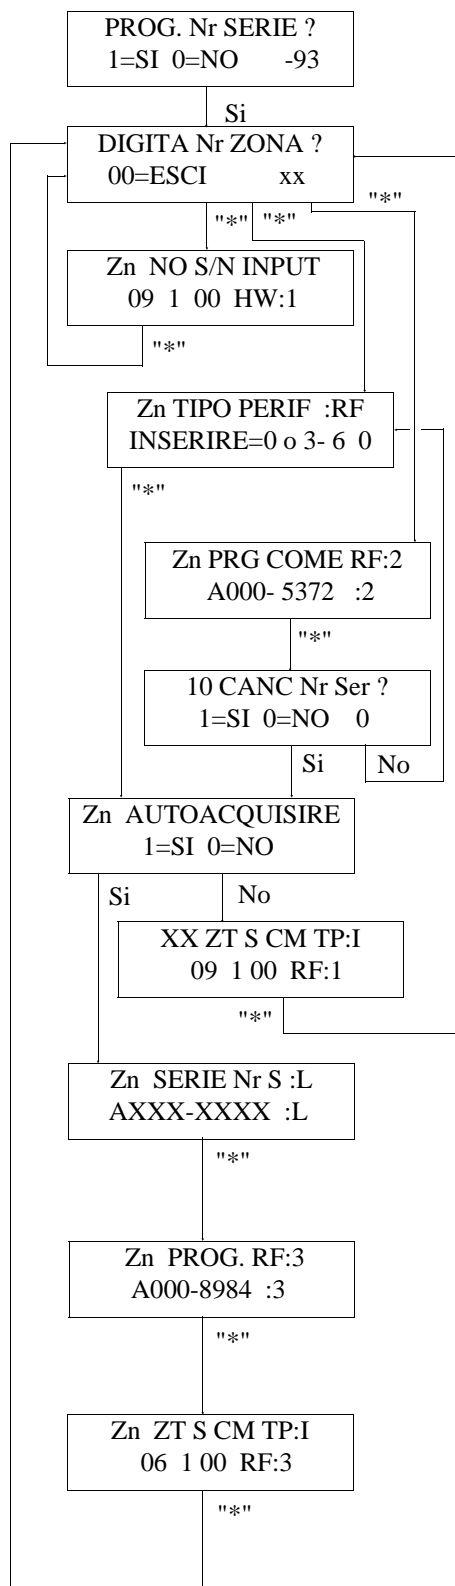 PROG. Nr SERIE ?
1=SI 0=NO -93
Si
DIGITA Nr ZONA ?
00=ESCI xx
"*" "*" "*"
Zn NO S/N INPUT
09 1 00 HW:1
"*"
Zn TIPO PERIF :RF
INSERIRE=0 o 3- 6 0
"*"
Zn PRG COME RF:2
A000- 5372 :2
"*"
10 CANC Nr Ser ?
1=SI 0=NO 0
Si No
Zn AUTOACQUISIRE
1=SI 0=NO
Si No
XX ZT S CM TP:I
09 1 00 RF:1
"*"
Zn SERIE Nr S :L
AXXX-XXXX :L
"*"
Zn PROG. RF:3
A000-8984 :3
"*"
Zn ZT S CM TP:I
06 1 00 RF:3
"*"